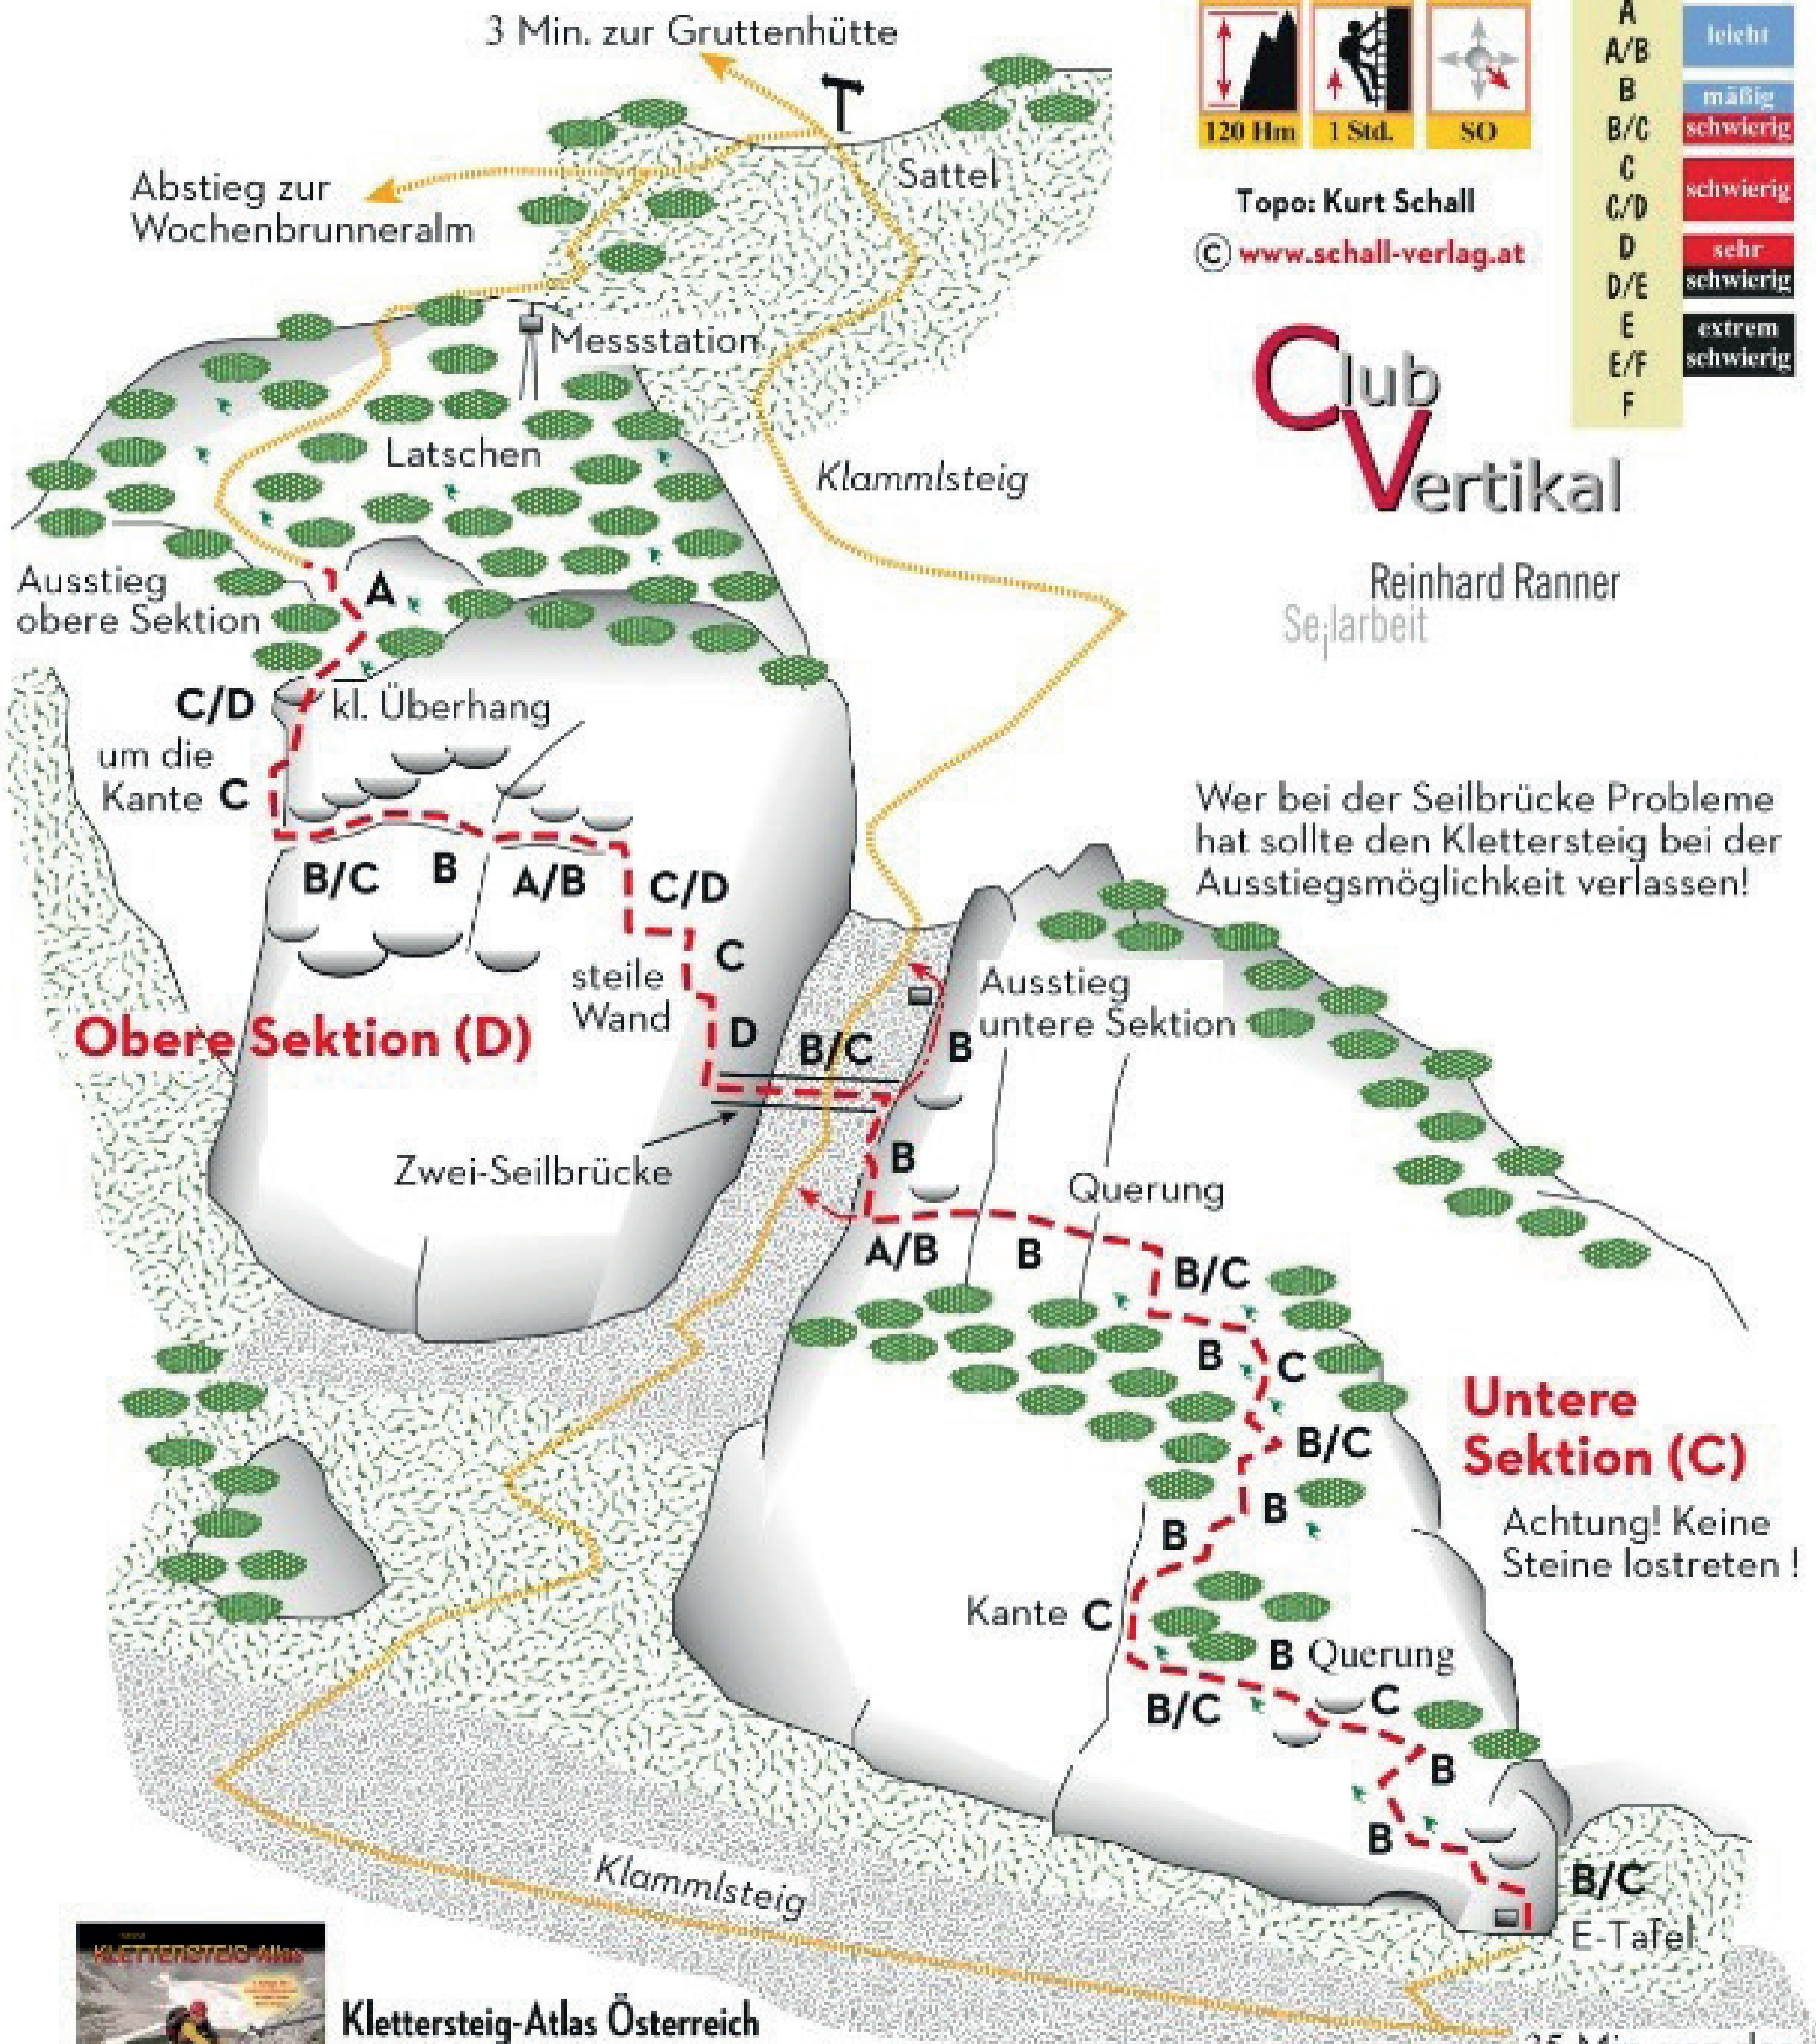 3 Min. zur Gruttenhütte
Abstieg zur
Wochenbrunneralm
Sattel
120 Hm
1 Std.
SO
Topo: Kurt Schall
© www.schall-verlag.at
A
A/B
B
B/C
C
C/D
D
D/E
E
E/F
F
leicht
mäßig
schwierig
schwierig
sehr
schwierig
extrem
schwierig
Club
Vertikal
Reinhard Ranner
Seilarbeit
Messstation
Latschen
Klammlsteig
Ausstieg
obere Sektion
A
C/D
kl. Überhang
um die
Kante C
B/C
B
A/B
C/D
C
steile
Wand
D
Obere Sektion (D)
Wer bei der Seilbrücke Probleme
hat sollte den Klettersteig bei der
Ausstiegsmöglichkeit verlassen!
Ausstieg
untere Sektion
B/C
B
Zwei-Seilbrücke
B
Querung
A/B
B
B/C
B
C
B/C
B
B
Untere
Sektion (C)
Achtung! Keine
Steine lostreten !
Kante C
B Querung
B/C
C
B
B
B/C
E-Tafel
Klammlsteig
KLETTERSTEIG-Atlas
Klettersteig-Atlas Österreich